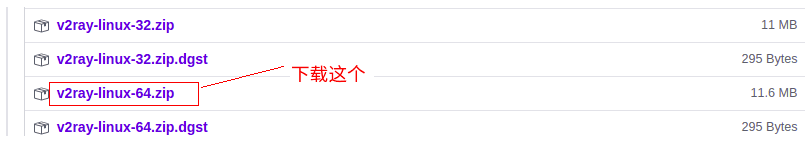 v2ray-linux-32.zip 11 MB
v2ray-linux-32.zip.dgst 295 Bytes
下载这个
v2ray-linux-64.zip 11.6 MB
v2ray-linux-64.zip.dgst 295 Bytes